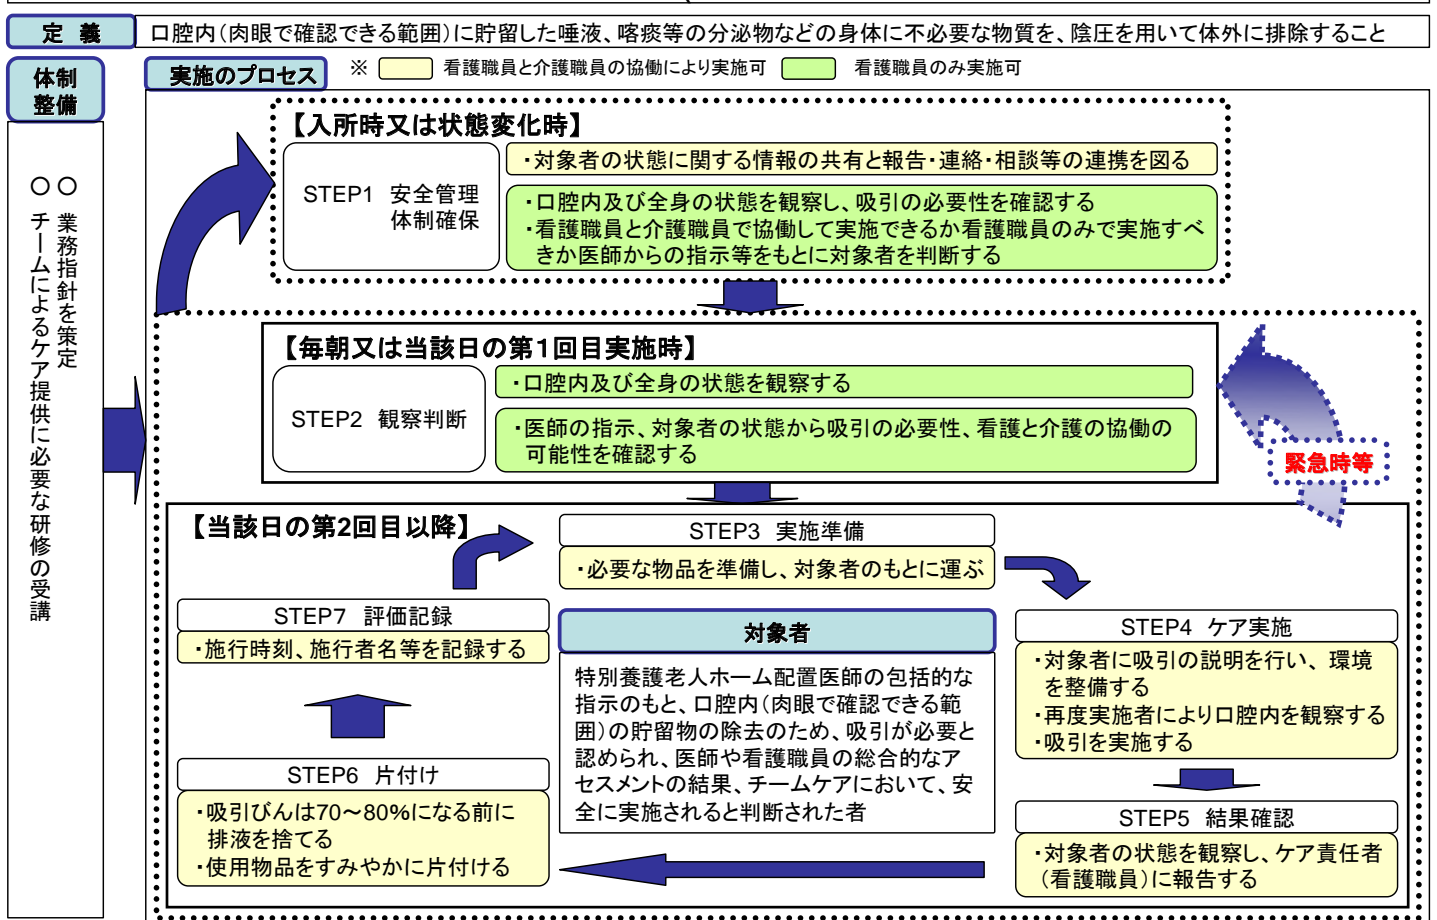 定 義
口腔内(肉眼で確認できる範囲)に貯留した唾液、喀痰等の分泌物などの身体に不必要な物質を、陰圧を用いて体外に排除すること
体制
整備
○ 業務指針を策定
○ チームによるケア提供に必要な研修の受講
実施のプロセス
※ 看護職員と介護職員の協働により実施可 看護職員のみ実施可
【入所時又は状態変化時】
STEP1 安全管理
体制確保
・対象者の状態に関する情報の共有と報告・連絡・相談等の連携を図る
・口腔内及び全身の状態を観察し、吸引の必要性を確認する
・看護職員と介護職員で協働して実施できるか看護職員のみで実施すべ
きか医師からの指示等をもとに対象者を判断する
【毎朝又は当該日の第1回目実施時】
STEP2 観察判断
・口腔内及び全身の状態を観察する
・医師の指示、対象者の状態から吸引の必要性、看護と介護の協働の
可能性を確認する
緊急時等
【当該日の第2回目以降】
STEP3 実施準備
・必要な物品を準備し、対象者のもとに運ぶ
STEP4 ケア実施
・対象者に吸引の説明を行い、環境
を整備する
・再度実施者により口腔内を観察する
・吸引を実施する
STEP5 結果確認
・対象者の状態を観察し、ケア責任者
(看護職員)に報告する
STEP6 片付け
・吸引びんは70~80%になる前に
排液を捨てる
・使用物品をすみやかに片付ける
STEP7 評価記録
・施行時刻、施行者名等を記録する
対象者
特別養護老人ホーム配置医師の包括的な
指示のもと、口腔内(肉眼で確認できる範
囲)の貯留物の除去のため、吸引が必要と
認められ、医師や看護職員の総合的なア
セスメントの結果、チームケアにおいて、安
全に実施されると判断された者